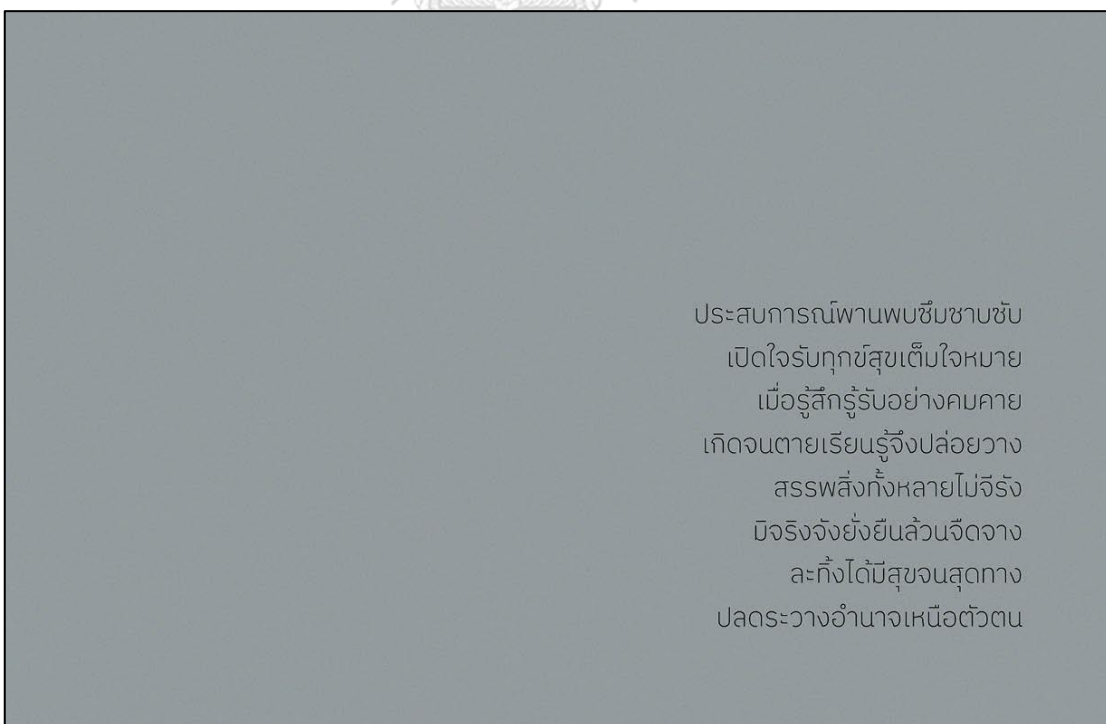 ประสบการณ์พานพบซึมซาบซับ
เปิดใจรับทุกข์สุขเต็มใจหมาย
เมื่อรู้สึกรู้รับอย่างคมคาย
เกิดจนตายเรียนรู้จึงปล่อยวาง
สรรพสิ่งทั้งหลายไม่จีรัง
มิจริงจังยั่งยืนล้วนจืดจาง
ละทิ้งได้มีสุขจนสุดทาง
ปลดระวางอำนาจเหนือตัวตน